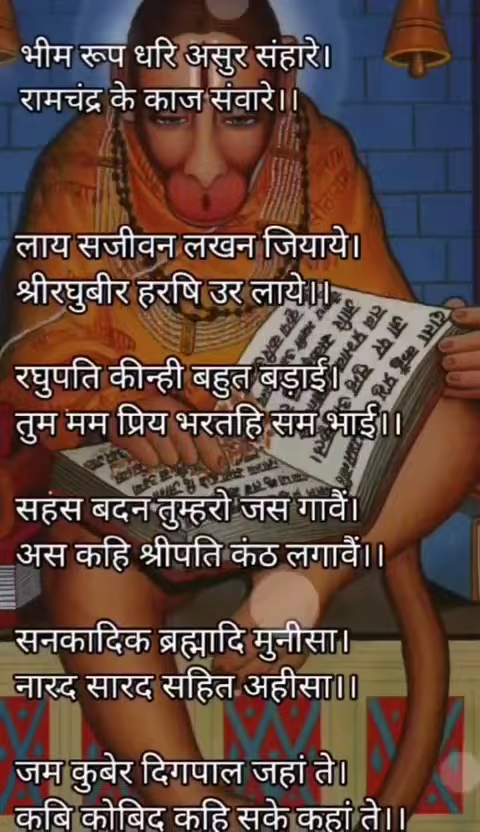 भीम रूप धरि असुर संहारे।
रामचंद्र के काज संवारे।।
लाय सजीवन लखन जियाये।
श्रीरघुबीर हरषि उर लाये।।
रघुपति कीन्ही बहुत बड़ाई।
तुम मम प्रिय भरतहि सम भाई।।
सहस बदन तुम्हरो जस गावैं।
अस कहि श्रीपति कंठ लगावैं।।
सनकादिक ब्रह्मादि मुनीसा।
नारद सारद सहित अहीसा।।
जम कुबेर दिगपाल जहां ते।
कबि कोबिद कहि सके कहां ते।।